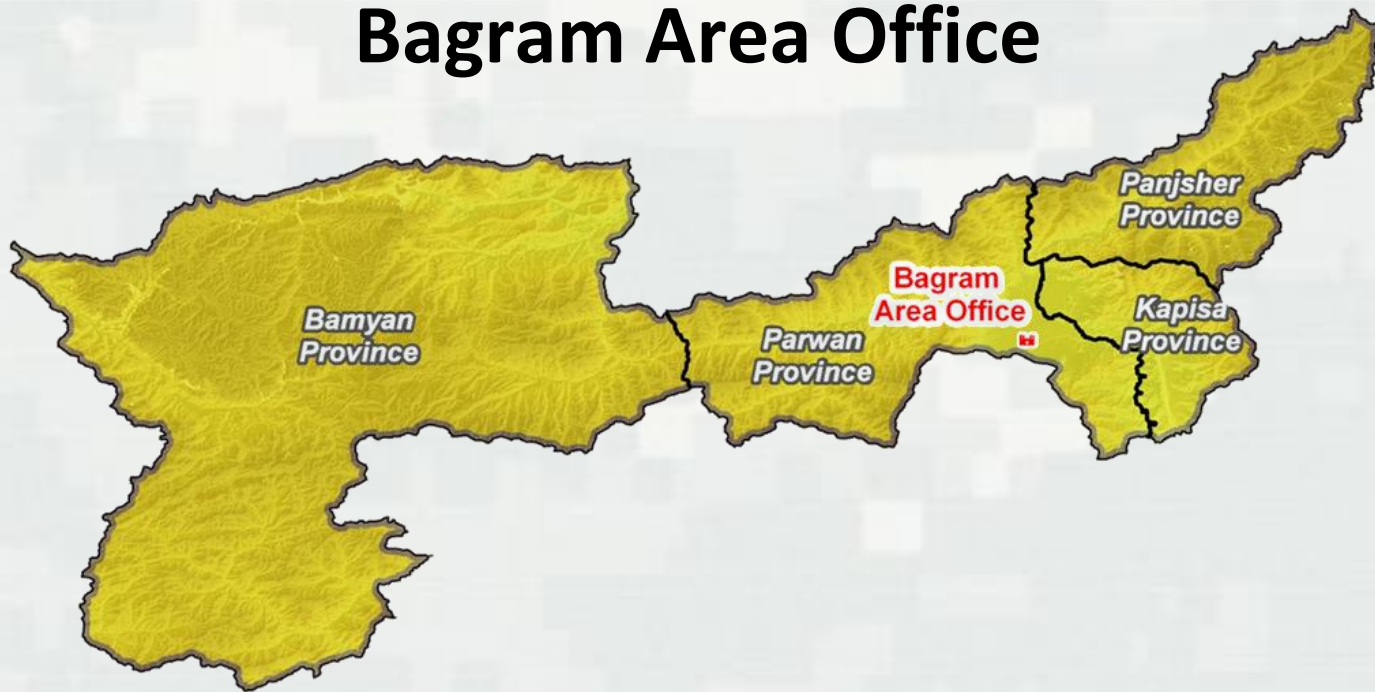 Bagram Area Office
Panjsher
Province
Bagram
Area Office
Kapisa
Province
Bamyan
Province
Parwan
Province